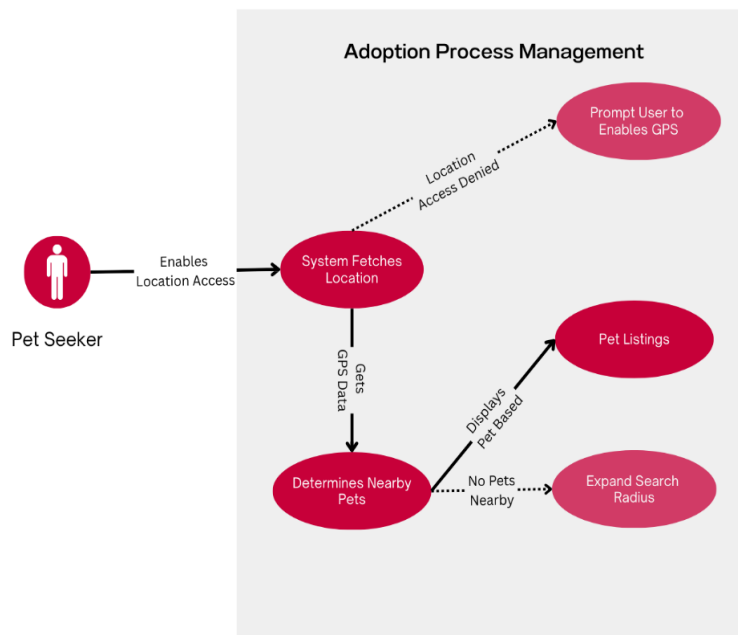 Adoption Process Management
Prompt User to
Enables GPS
Location
Access Denied
Enables
Location Access
System Fetches
Location
Pet Seeker
Gets
GPS Data
Pet Listings
Displays
Pet Based
Determines Nearby
Pets
No Pets
Nearby
Expand Search
Radius